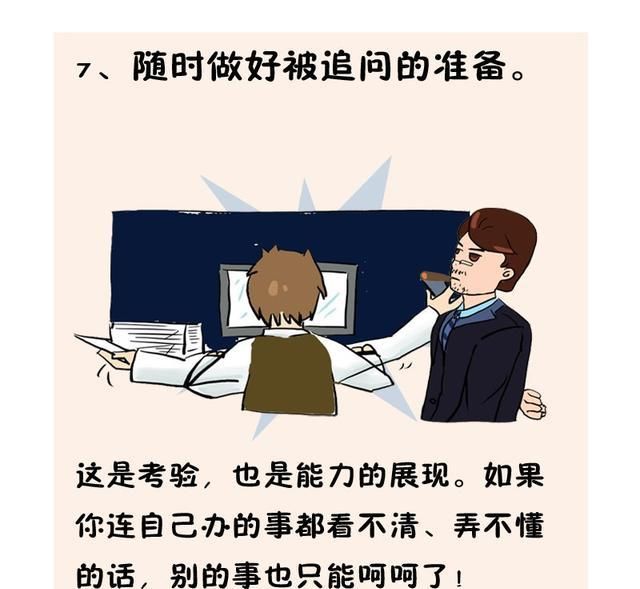 7、随时做好被追问的准备。
这是考验，也是能力的展现。如果
你连自己办的事都看不清、弄不懂
的话，别的事也只能呵呵了！